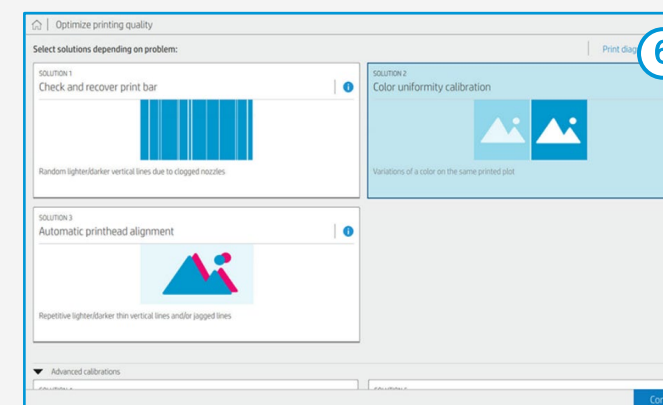 Optimize printing quality
Select solutions depending on problem:
Print diag
6
SOLUTION 1
Check and recover print bar
Random lighter/darker vertical lines due to clogged nozzles
SOLUTION 2
Color uniformity calibration
Variations of a color on the same printed plot
SOLUTION 3
Automatic printhead alignment
Repetitive lighter/darker thin vertical lines and/or jagged lines
Advanced calibrations